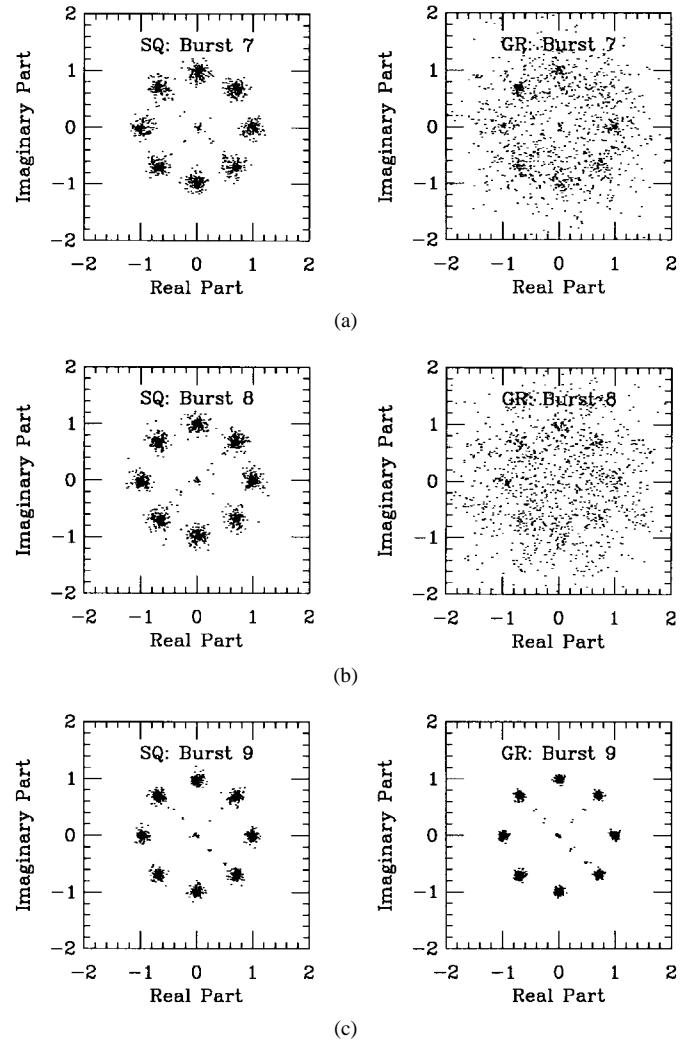 SQ: Burst 7
2
1
0
−1
−2
Imaginary Part
−2 −1 0 1 2
Real Part
GR: Burst 7
2
1
0
−1
−2
Imaginary Part
−2 −1 0 1 2
Real Part
(a)
SQ: Burst 8
2
1
0
−1
−2
Imaginary Part
−2 −1 0 1 2
Real Part
GR: Burst 8
2
1
0
−1
−2
Imaginary Part
−2 −1 0 1 2
Real Part
(b)
SQ: Burst 9
2
1
0
−1
−2
Imaginary Part
−2 −1 0 1 2
Real Part
GR: Burst 9
2
1
0
−1
−2
Imaginary Part
−2 −1 0 1 2
Real Part
(c)